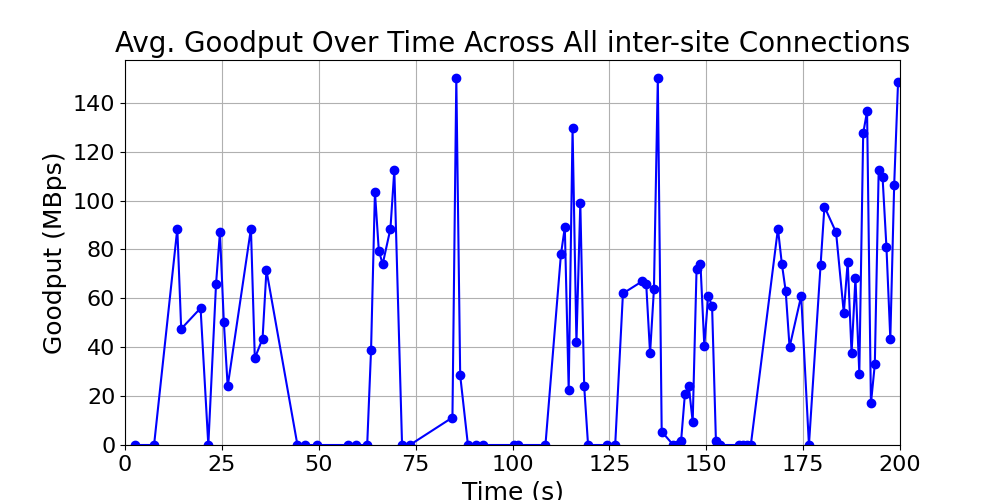 Avg. Goodput Over Time Across All inter-site Connections
Goodput (MBps)
140
120
100
80
60
40
20
0
0 25 50 75 100 125 150 175 200
Time (s)